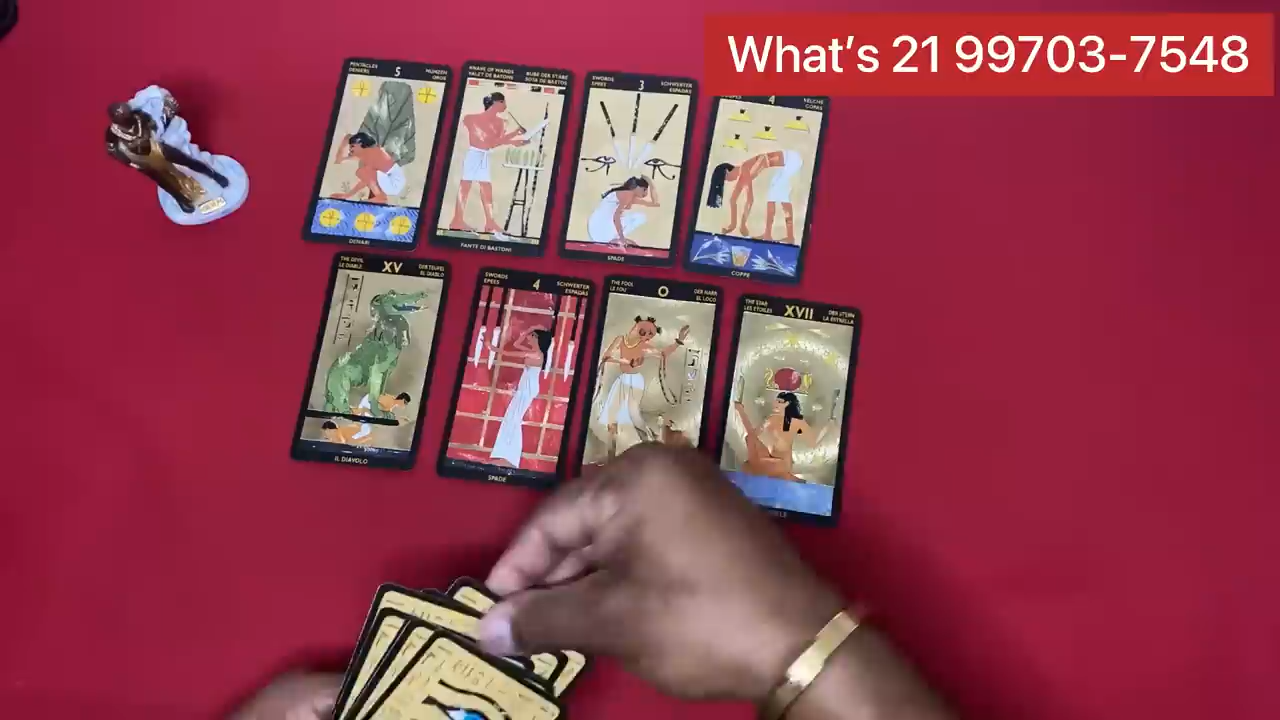 What's 21 99703-7548
PENTACLES
DENIERS
5
MÜNZEN
OROS
DENARI
KNAVE OF WANDS
VALET DE BATONS
BUBE DER STÄBE
SOTA DE BASTOS
FANTE DI BASTONI
SWORDS
EPEES
3
SCHWERTER
ESPADAS
SPADE
4
KELCHE
COPAS
COPPE
THE DEVIL
LE DIABLE
XV
DER TEUFEL
EL DIABLO
IL DIAVOLO
SWORDS
EPEES
4
SCHWERTER
ESPADAS
SPADE
THE FOOL
LE FOU
0
DER NARR
EL LOCO
THE STAR
LES ETOILES
XVII
DER STERN
LA ESTRELLA